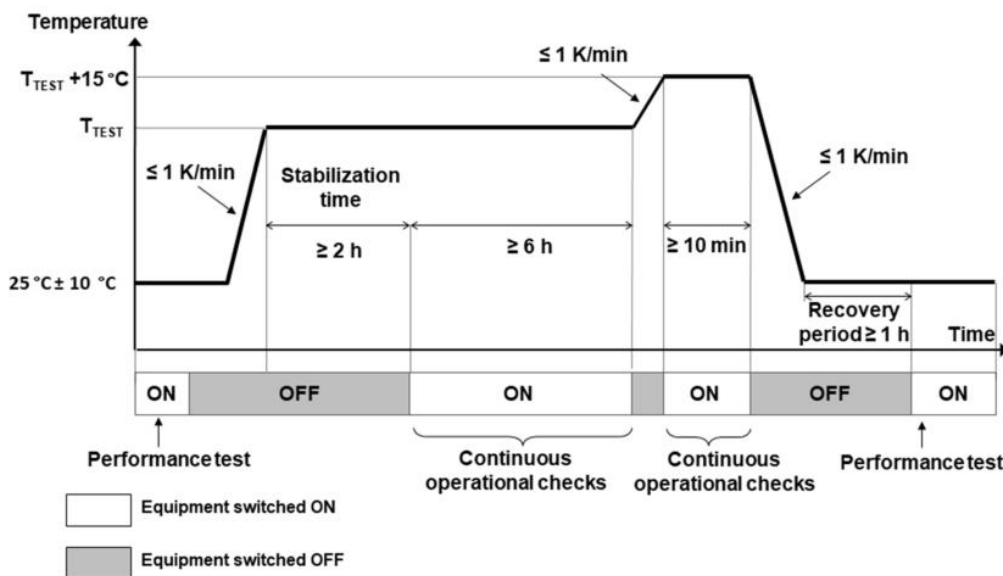 Temperature
T_TEST +15 °C
≤ 1 K/min
T_TEST
≤ 1 K/min
≤ 1 K/min
Stabilization
time
≥ 2 h
≥ 6 h
≥ 10 min
25 °C ± 10 °C
Recovery
period ≥ 1 h
Time
ON
OFF
ON
ON
OFF
ON
Performance test
Continuous
operational checks
Continuous
operational checks
Performance test
Equipment switched ON
Equipment switched OFF